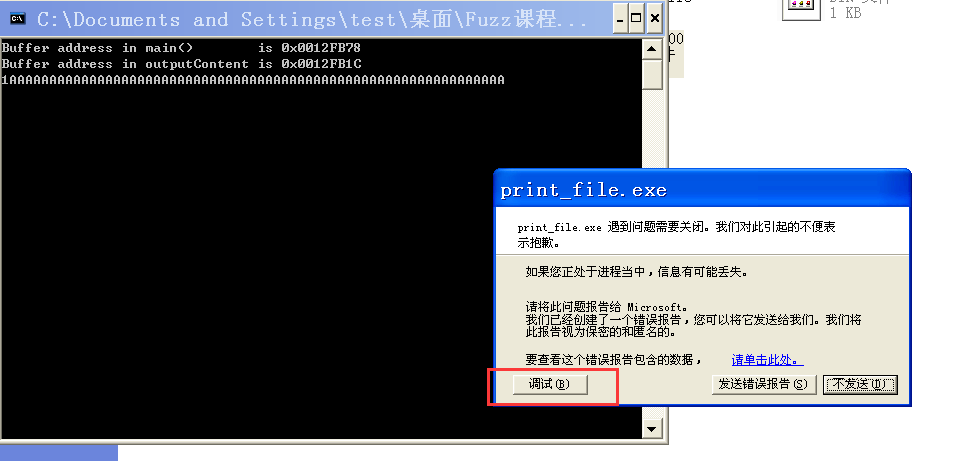 C:\Documents and Settings\test\桌面\Fuzz课程...
Buffer address in main() is 0x0012FB78
Buffer address in outputContent is 0x0012FB1C
1 KB
print_file.exe
print_file.exe 遇到问题需要关闭。我们对此引起的不便表
示抱歉。
如果您正处于进程当中，信息有可能丢失。
请将此问题报告给 Microsoft。
我们已经创建了一个错误报告，您可以将它发送给我们。我们将
此报告视为保密的和匿名的。
要查看这个错误报告包含的数据， 请单击此处。
调试(B) 发送错误报告(S) 不发送(D)